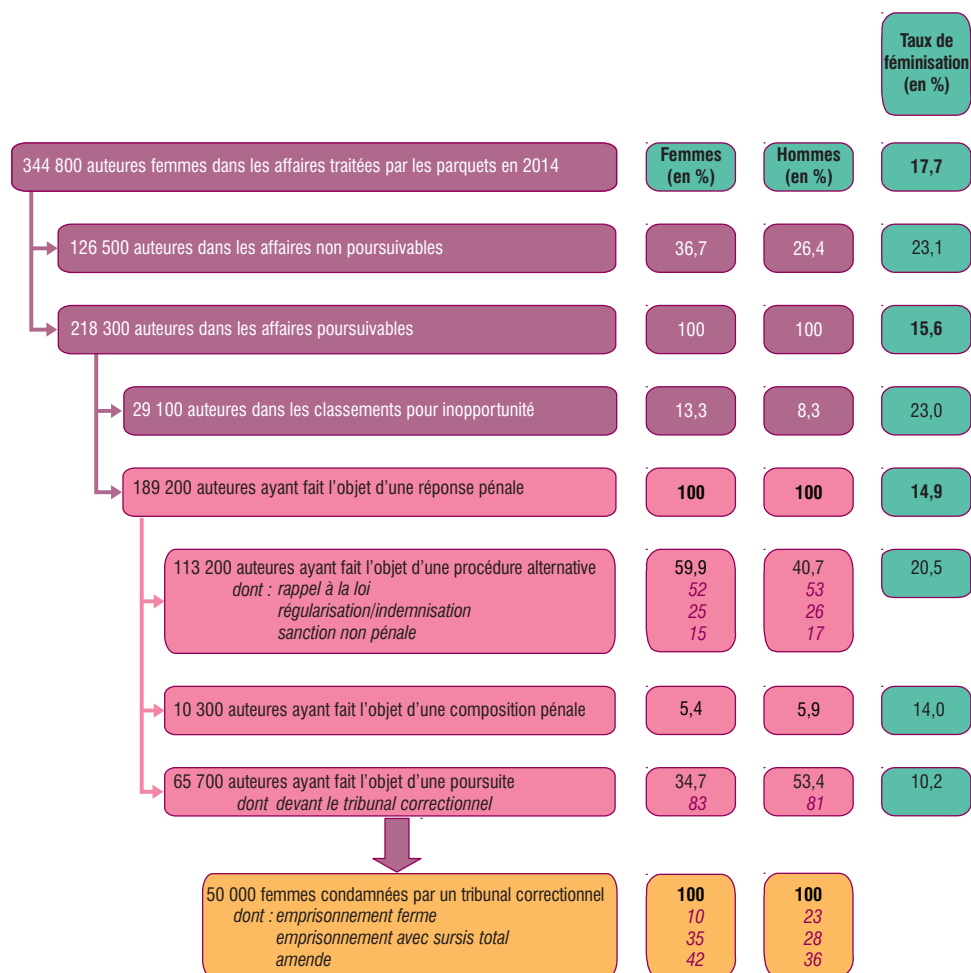 Taux de
féminisation
(en %)
344 800 auteures femmes dans les affaires traitées par les parquets en 2014
Femmes
(en %)
Hommes
(en %)
17,7
126 500 auteures dans les affaires non poursuivables
36,7
26,4
23,1
218 300 auteures dans les affaires poursuivables
100
100
15,6
29 100 auteures dans les classements pour inopportunité
13,3
8,3
23,0
189 200 auteures ayant fait l'objet d'une réponse pénale
100
100
14,9
113 200 auteures ayant fait l'objet d'une procédure alternative
59,9
40,7
20,5
dont : rappel à la loi
52
53
régularisation/indemnisation
25
26
sanction non pénale
15
17
10 300 auteures ayant fait l'objet d'une composition pénale
5,4
5,9
14,0
65 700 auteures ayant fait l'objet d'une poursuite
34,7
53,4
10,2
dont devant le tribunal correctionnel
83
81
50 000 femmes condamnées par un tribunal correctionnel
100
100
dont : emprisonnement ferme
10
23
emprisonnement avec sursis total
35
28
amende
42
36